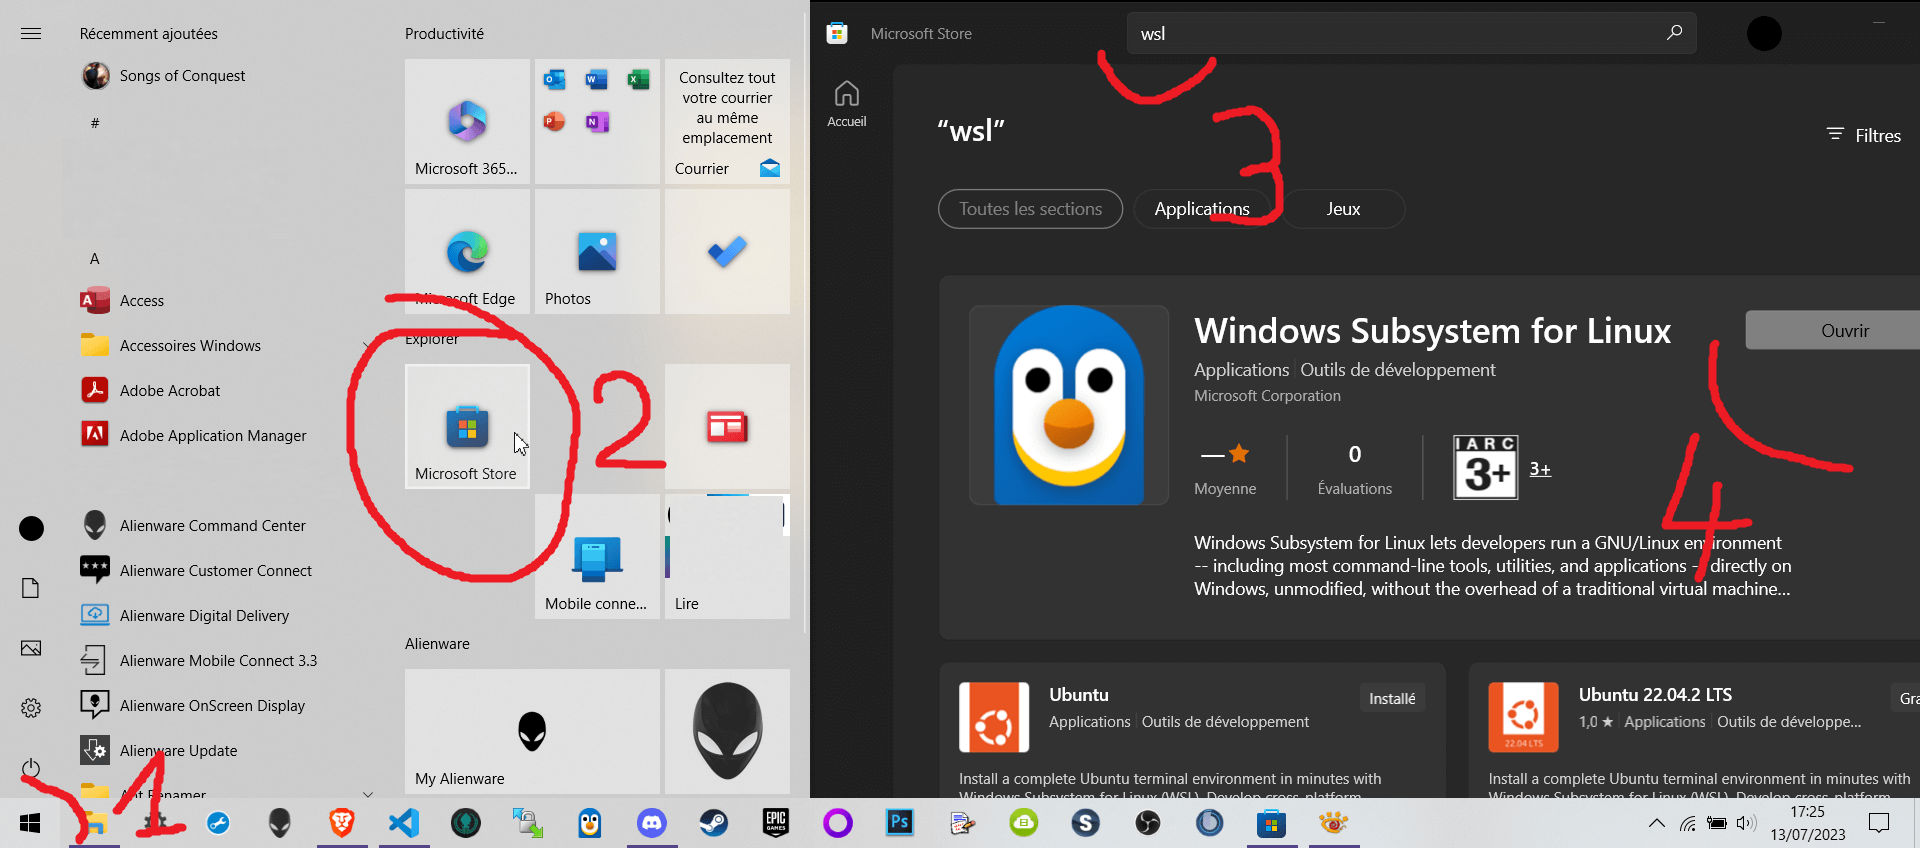 Récemment ajoutées
Songs of Conquest
#
A
Access
Accessoires Windows
Adobe Acrobat
Adobe Application Manager
Alienware Command Center
Alienware Customer Connect
Alienware Digital Delivery
Alienware Mobile Connect 3.3
Alienware OnScreen Display
Alienware Update
Ant Renamer
1
Productivité
Microsoft 365...
Consultez tout
votre courrier
au même
emplacement
Courrier
Microsoft Edge
Photos
Explorer
Microsoft Store
2
Mobile conne...
Lire
Alienware
My Alienware
Microsoft Store
wsl
Accueil
“wsl”
3
Filtres
Toutes les sections
Applications
Jeux
Windows Subsystem for Linux
Ouvrir
Applications
Outils de développement
Microsoft Corporation
—
Moyenne
0
Évaluations
IARC
3+
3+
4
Windows Subsystem for Linux lets developers run a GNU/Linux environment
-- including most command-line tools, utilities, and applications -- directly on
Windows, unmodified, without the overhead of a traditional virtual machine...
Ubuntu
Installé
Applications
Outils de développement
Install a complete Ubuntu terminal environment in minutes with
Windows Subsystem for Linux (WSL). Develop cross-platform
Ubuntu 22.04.2 LTS
Gra
1,0 ★
Applications
Outils de développe...
22.04 LTS
Install a complete Ubuntu terminal environment in minutes with
Windows Subsystem for Linux (WSL). Develop cross-platform
EPIC
GAMES
Ps
17:25
13/07/2023